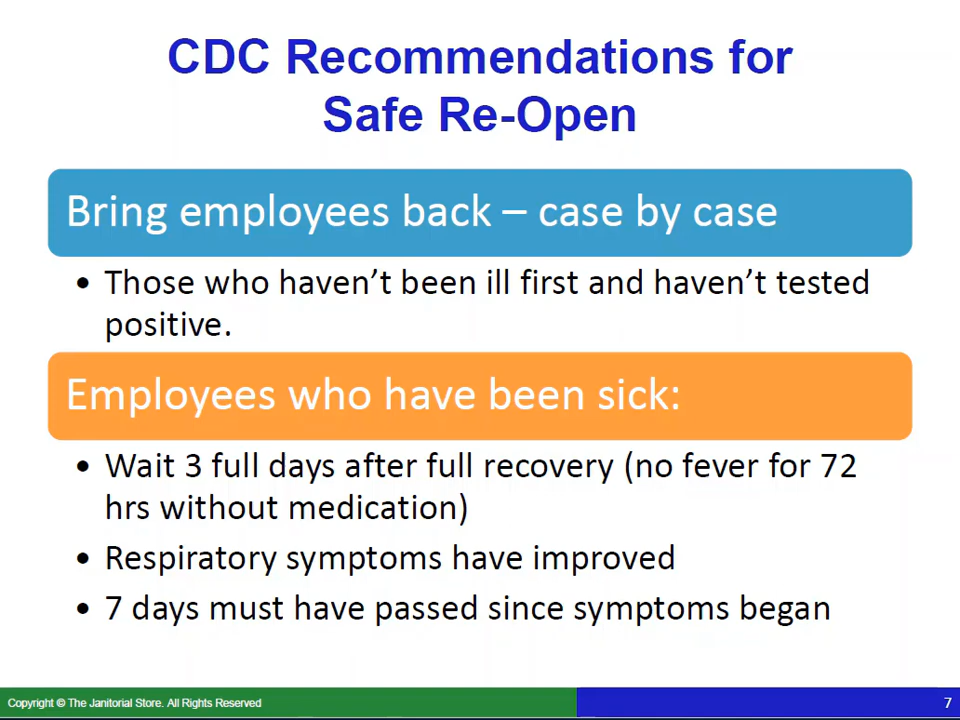 CDC Recommendations for
Safe Re-Open
Bring employees back – case by case
• Those who haven’t been ill first and haven’t tested
positive.
Employees who have been sick:
• Wait 3 full days after full recovery (no fever for 72
hrs without medication)
• Respiratory symptoms have improved
• 7 days must have passed since symptoms began
Copyright © The Janitorial Store. All Rights Reserved
7